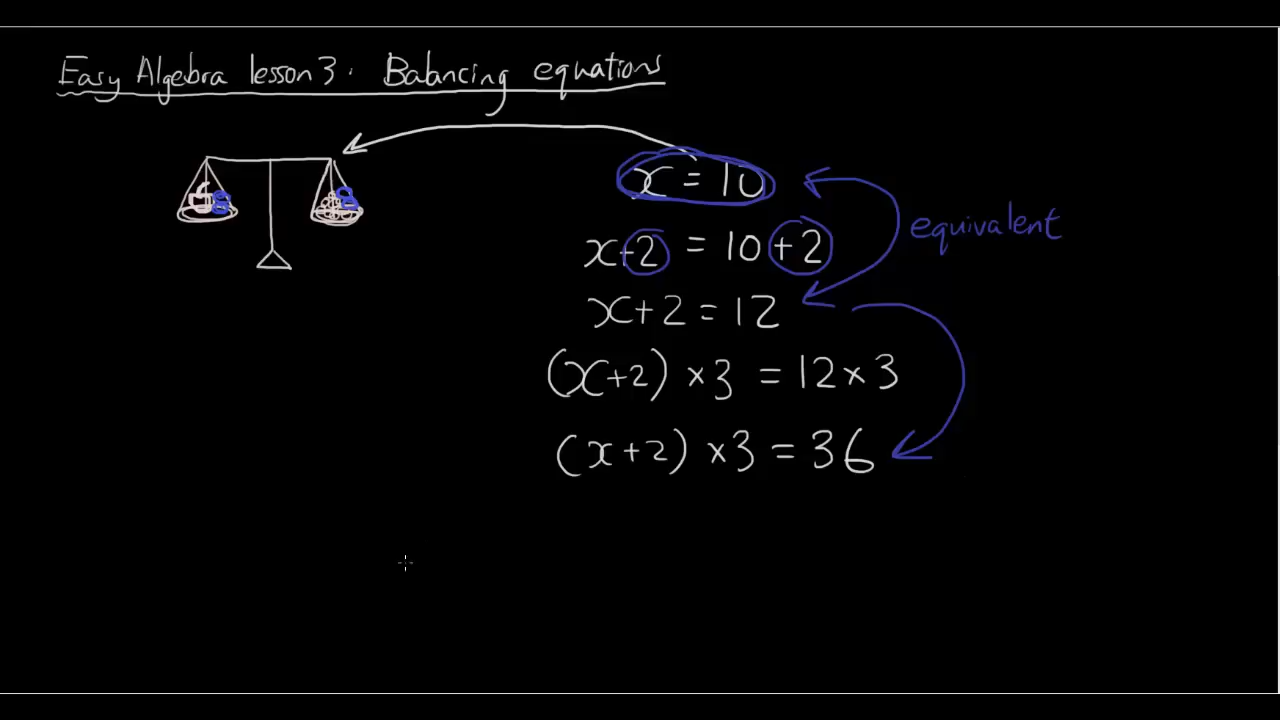 Easy Algebra lesson 3. Balancing equations
x = 10
equivalent
x+2 = 10+2
x+2 = 12
(x+2) ×3 = 12×3
(x+2) ×3 = 36